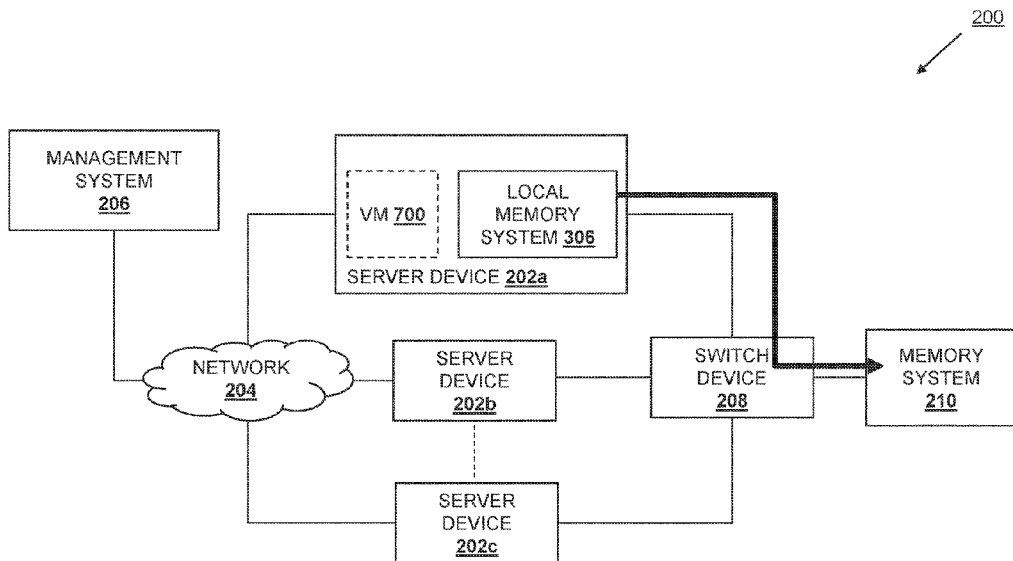 200
MANAGEMENT
SYSTEM
206
VM 700
LOCAL
MEMORY
SYSTEM 306
SERVER DEVICE 202a
NETWORK
204
SERVER
DEVICE
202b
SWITCH
DEVICE
208
MEMORY
SYSTEM
210
SERVER
DEVICE
202c